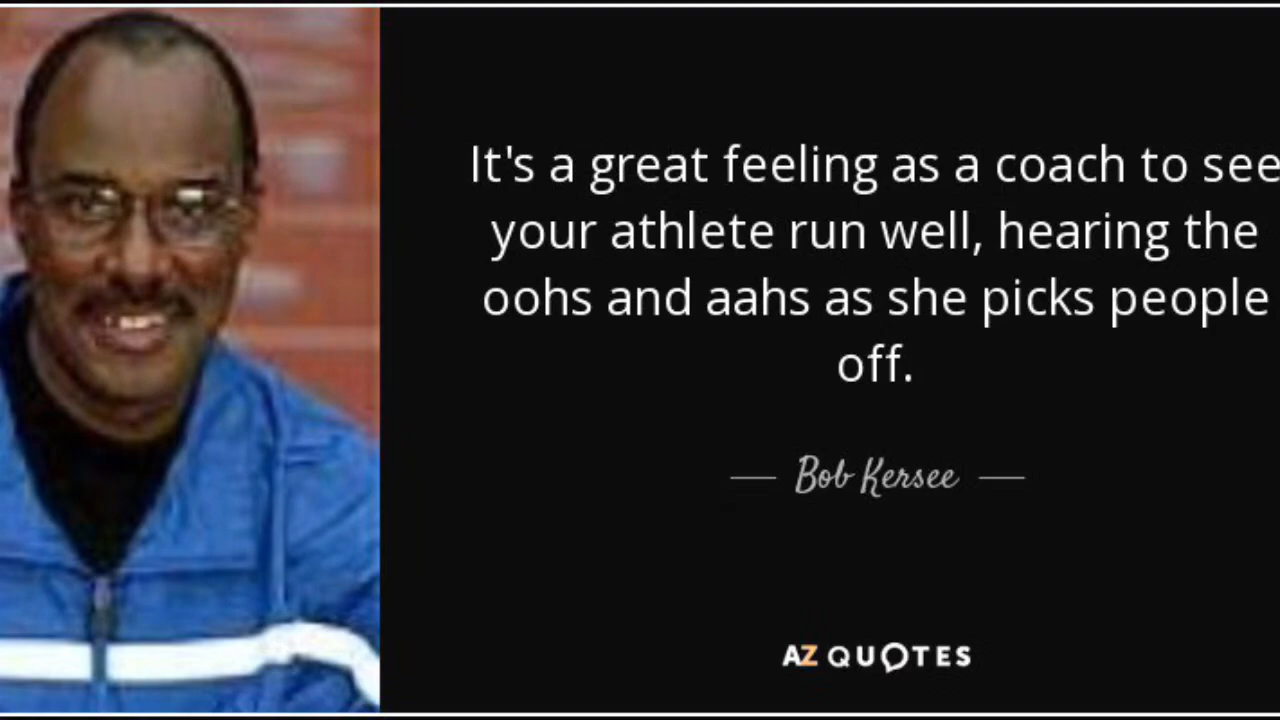 It's a great feeling as a coach to see
your athlete run well, hearing the
oohs and aahs as she picks people
off.
Bob Kersee
AZ QUOTES